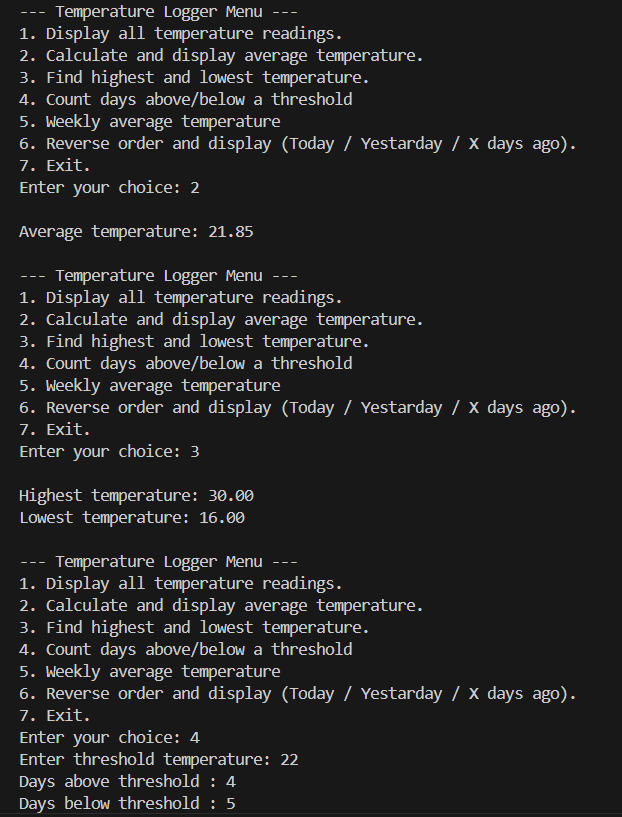 --- Temperature Logger Menu ---
1. Display all temperature readings.
2. Calculate and display average temperature.
3. Find highest and lowest temperature.
4. Count days above/below a threshold
5. Weekly average temperature
6. Reverse order and display (Today / Yestarday / X days ago).
7. Exit.
Enter your choice: 2

Average temperature: 21.85

--- Temperature Logger Menu ---
1. Display all temperature readings.
2. Calculate and display average temperature.
3. Find highest and lowest temperature.
4. Count days above/below a threshold
5. Weekly average temperature
6. Reverse order and display (Today / Yestarday / X days ago).
7. Exit.
Enter your choice: 3

Highest temperature: 30.00
Lowest temperature: 16.00

--- Temperature Logger Menu ---
1. Display all temperature readings.
2. Calculate and display average temperature.
3. Find highest and lowest temperature.
4. Count days above/below a threshold
5. Weekly average temperature
6. Reverse order and display (Today / Yestarday / X days ago).
7. Exit.
Enter your choice: 4
Enter threshold temperature: 22
Days above threshold : 4
Days below threshold : 5